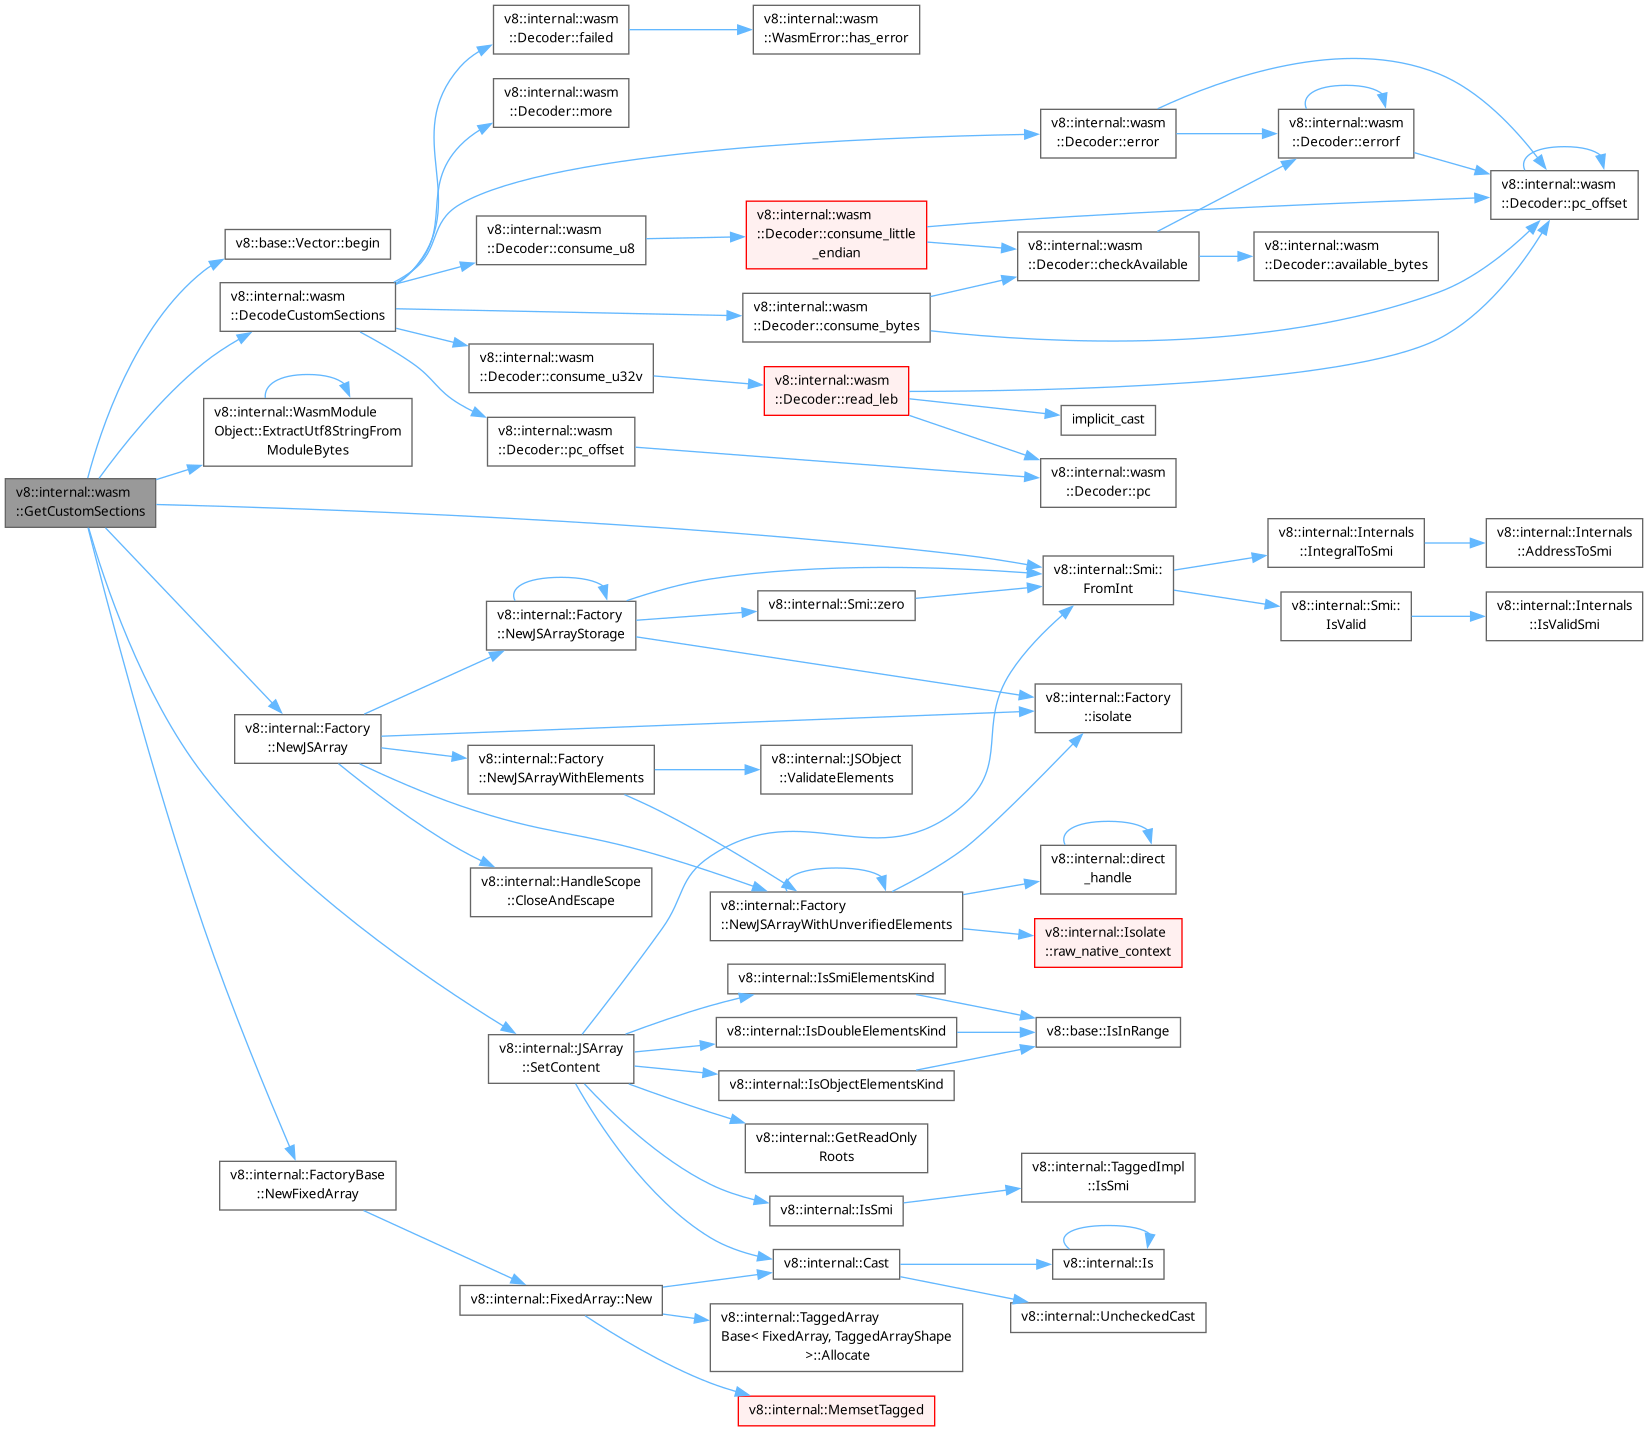 v8::internal::wasm
::GetCustomSections
v8::base::Vector::begin
v8::internal::wasm
::DecodeCustomSections
v8::internal::WasmModule
Object::ExtractUtf8StringFrom
ModuleBytes
v8::internal::Factory
::NewJSArray
v8::internal::FactoryBase
::NewFixedArray
v8::internal::wasm
::Decoder::failed
v8::internal::wasm
::Decoder::more
v8::internal::wasm
::Decoder::consume_u8
v8::internal::wasm
::Decoder::consume_u32v
v8::internal::wasm
::Decoder::pc_offset
v8::internal::Factory
::NewJSArrayStorage
v8::internal::Factory
::NewJSArrayWithElements
v8::internal::HandleScope
::CloseAndEscape
v8::internal::JSArray
::SetContent
v8::internal::FixedArray::New
v8::internal::wasm
::WasmError::has_error
v8::internal::wasm
::Decoder::consume_little
_endian
v8::internal::wasm
::Decoder::consume_bytes
v8::internal::wasm
::Decoder::read_leb
v8::internal::Smi::zero
v8::internal::JSObject
::ValidateElements
v8::internal::Factory
::NewJSArrayWithUnverifiedElements
v8::internal::IsSmiElementsKind
v8::internal::IsDoubleElementsKind
v8::internal::IsObjectElementsKind
v8::internal::GetReadOnly
Roots
v8::internal::IsSmi
v8::internal::Cast
v8::internal::TaggedArray
Base< FixedArray, TaggedArrayShape
>::Allocate
v8::internal::MemsetTagged
v8::internal::wasm
::Decoder::error
v8::internal::wasm
::Decoder::checkAvailable
implicit_cast
v8::internal::wasm
::Decoder::pc
v8::internal::Smi::
FromInt
v8::internal::Factory
::isolate
v8::internal::direct
_handle
v8::internal::Isolate
::raw_native_context
v8::base::IsInRange
v8::internal::TaggedImpl
::IsSmi
v8::internal::Is
v8::internal::UncheckedCast
v8::internal::wasm
::Decoder::errorf
v8::internal::wasm
::Decoder::available_bytes
v8::internal::Internals
::IntegralToSmi
v8::internal::Smi::
IsValid
v8::internal::wasm
::Decoder::pc_offset
v8::internal::Internals
::AddressToSmi
v8::internal::Internals
::IsValidSmi